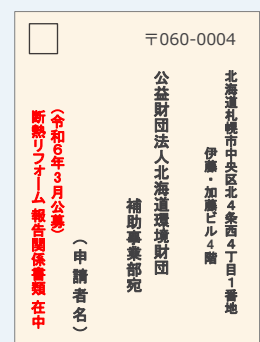 〒060-0004
北海道札幌市中央区北4条西4丁目1番地
伊藤・加藤ビル4階
公益財団法人北海道環境財団
補助事業部宛
（申請者名）
（令和6年3月公募）
断熱リフォーム 報告関係書類 在中